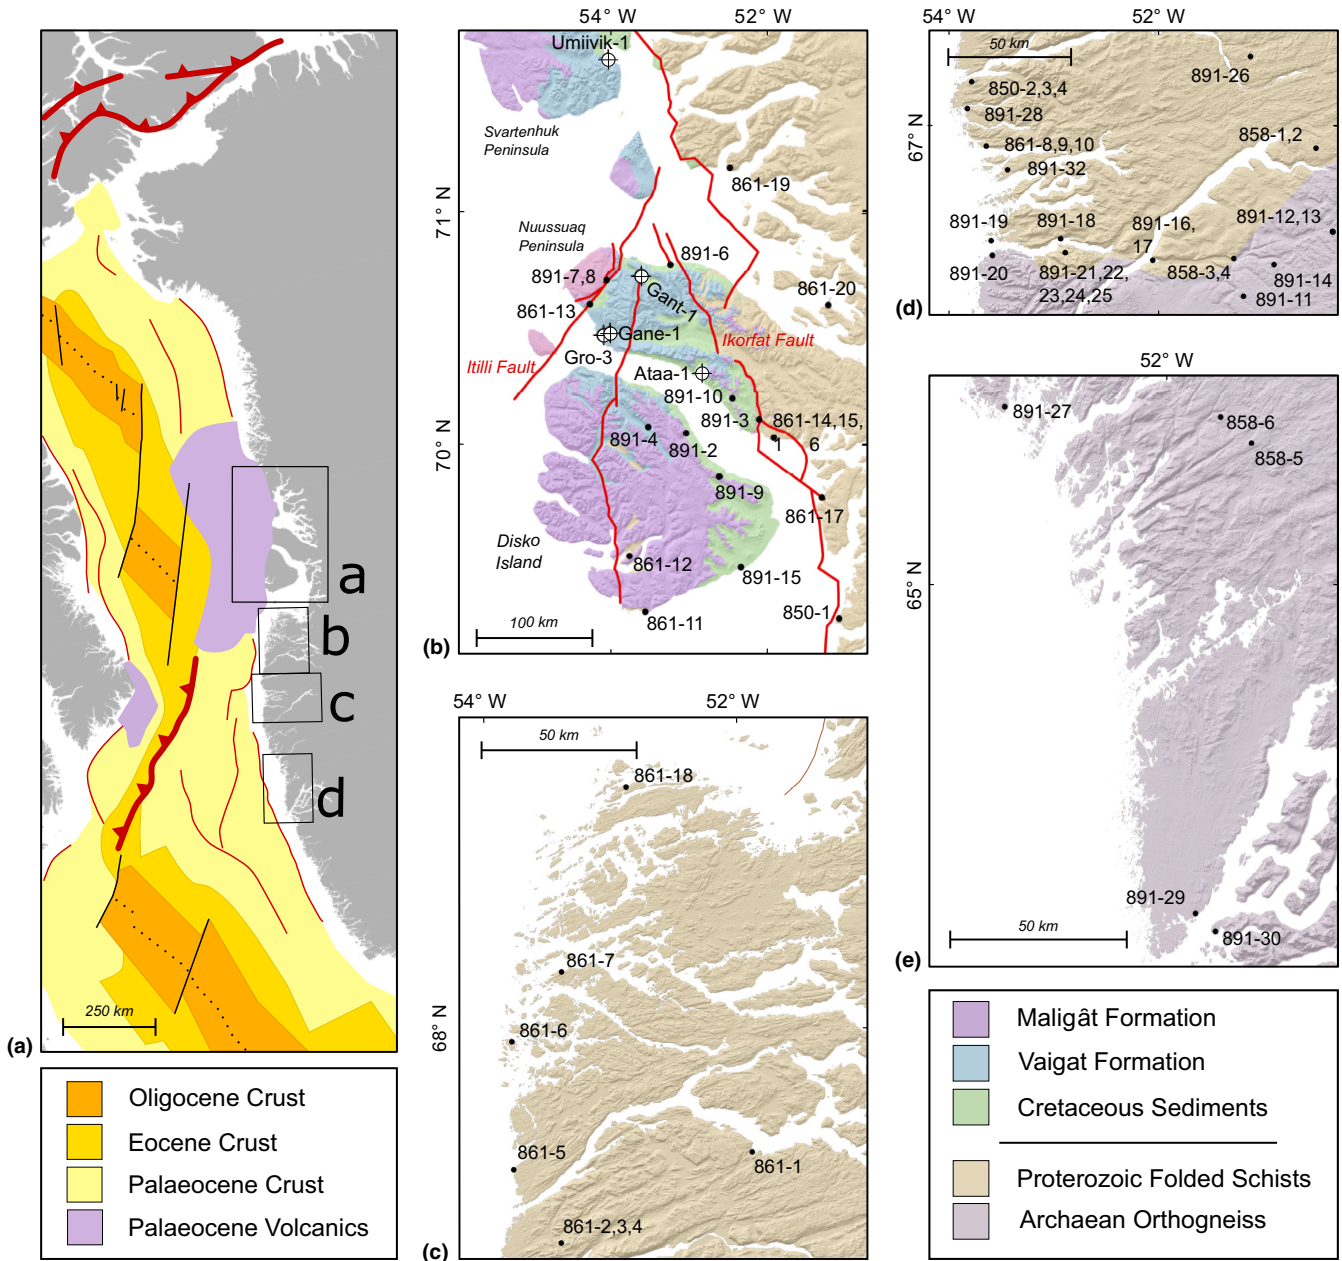 a
b
c
d
250 km
(a)
Oligocene Crust
Eocene Crust
Palaeocene Crust
Palaeocene Volcanics
54° W
52° W
Umiivik-1
Svartenhuk
Peninsula
861-19
71° N
Nuussuaq
Peninsula
891-6
891-7,8
Gant-1
861-20
861-13
Gane-1
Ikorfat Fault
Gro-3
Itilli Fault
Ataa-1
891-10
891-3
861-14,15,
1
6
891-4
891-2
70° N
891-9
861-17
Disko
Island
861-12
891-15
850-1
861-11
100 km
(b)
54° W
52° W
50 km
861-18
861-7
861-6
68° N
861-5
861-1
861-2,3,4
(c)
54° W
52° W
50 km
891-26
850-2,3,4
891-28
67° N
858-1,2
861-8,9,10
891-32
891-19
891-18
891-16,
17
891-12,13
891-20
891-21,22,
23,24,25
858-3,4
891-14
891-11
(d)
52° W
891-27
858-6
858-5
65° N
891-29
891-30
50 km
(e)
Maligât Formation
Vaigat Formation
Cretaceous Sediments
Proterozoic Folded Schists
Archaean Orthogneiss